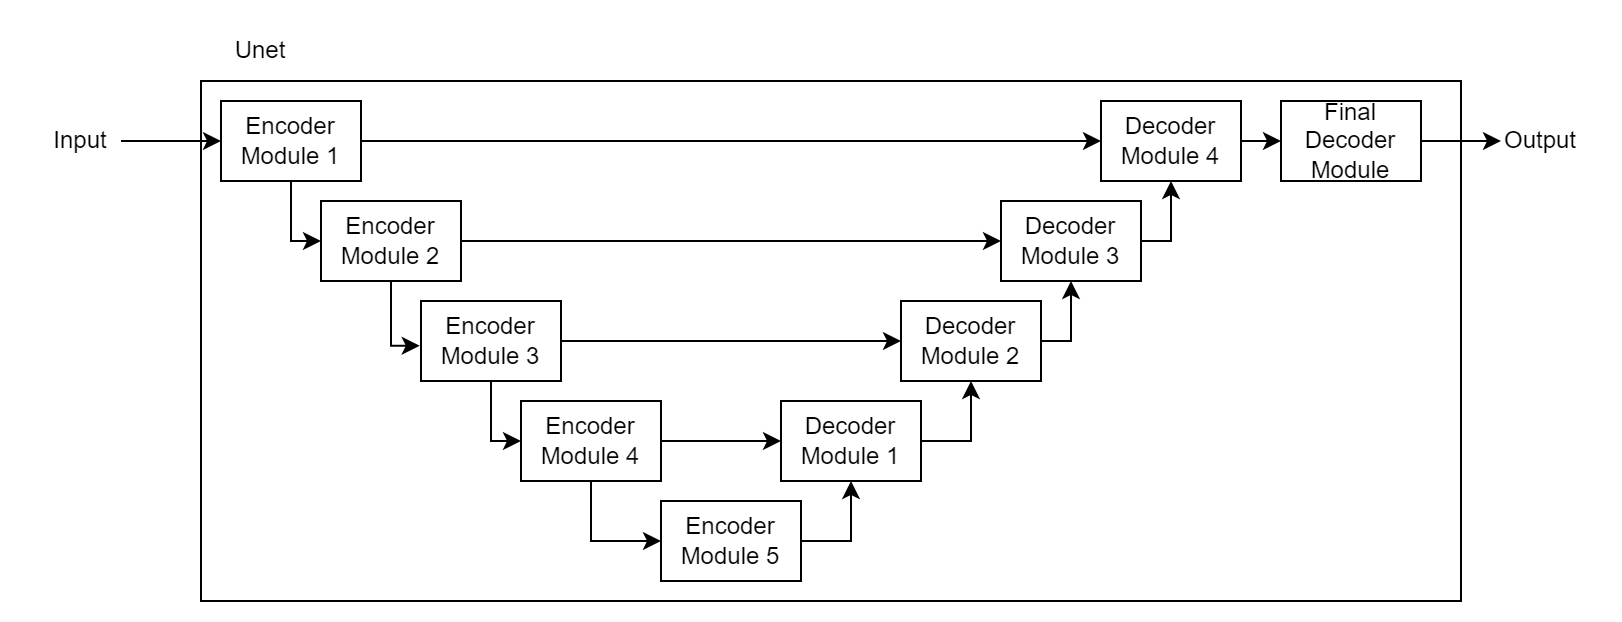 Unet
Input
Encoder
Module 1
Decoder
Module 4
Final
Decoder
Module
Output
Encoder
Module 2
Decoder
Module 3
Encoder
Module 3
Decoder
Module 2
Encoder
Module 4
Decoder
Module 1
Encoder
Module 5